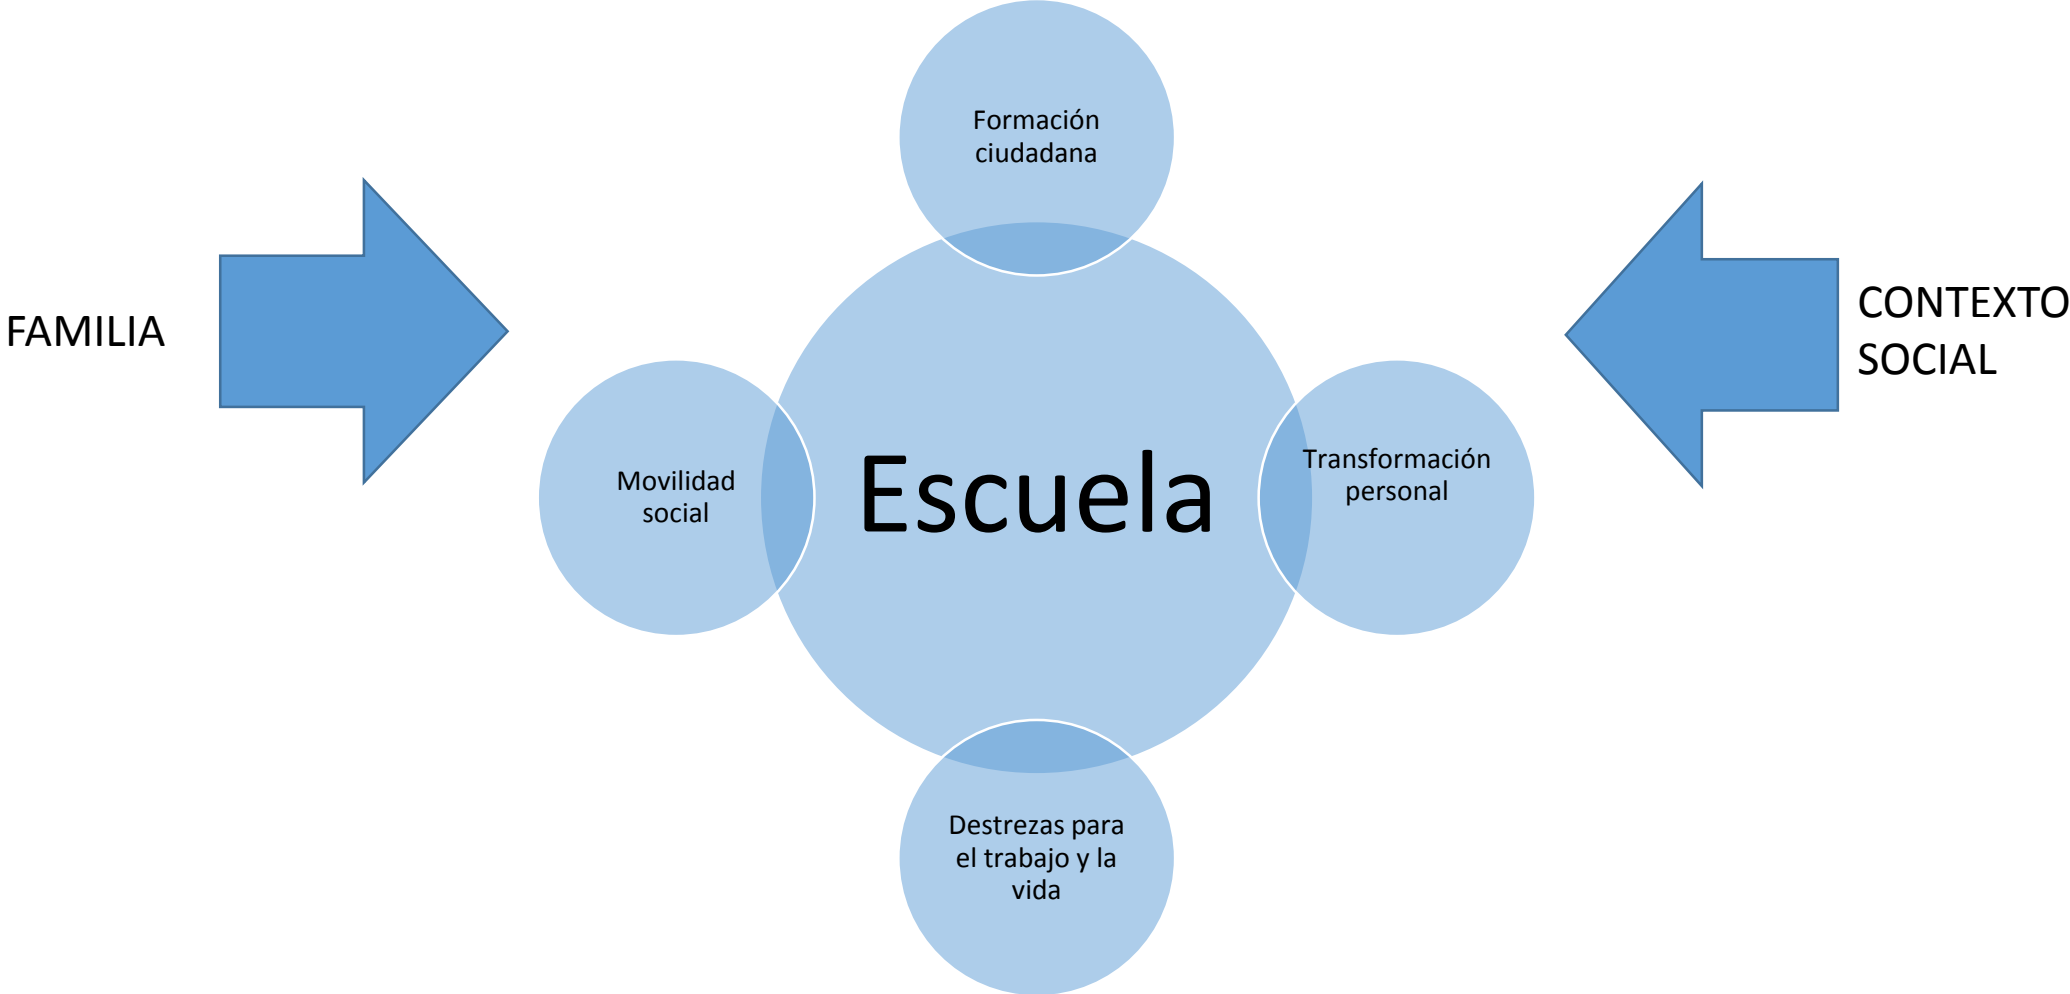 Formación
ciudadana
FAMILIA
CONTEXTO
SOCIAL
Movilidad
social
Escuela
Transformación
personal
Destrezas para
el trabajo y la
vida